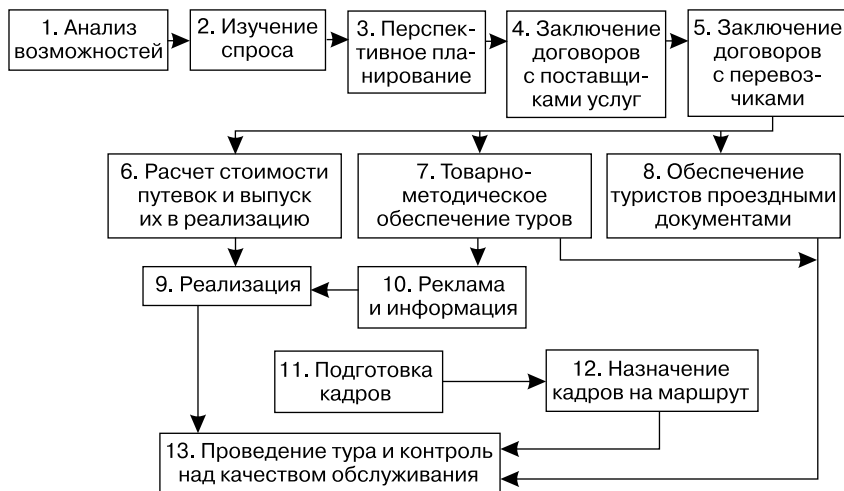 1. Анализ
возможностей
2. Изучение
спроса
3. Перспек-
тивное пла-
нирование
4. Заключение
договоров
с поставщи-
ками услуг
5. Заключение
договоров
с перевоз-
чиками
6. Расчет стоимости
путевок и выпуск
их в реализацию
7. Товарно-
методическое
обеспечение туров
8. Обеспечение
туристов проездными
документами
9. Реализация
10. Реклама
и информация
11. Подготовка
кадров
12. Назначение
кадров на маршрут
13. Проведение тура и контроль
над качеством обслуживания